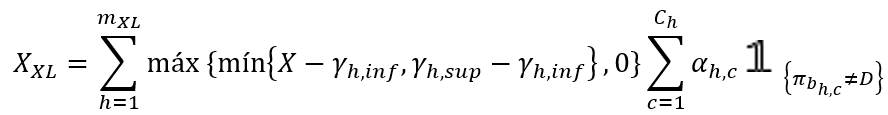 X_{XL} = \sum_{h=1}^{m_{XL}} máx {mín{X − γ_{h,inf}, γ_{h,sup} − γ_{h,inf}}, 0} \sum_{c=1}^{C_h} α_{h,c} 𝟙_{{π_{b_{h,c}} ≠ D}}